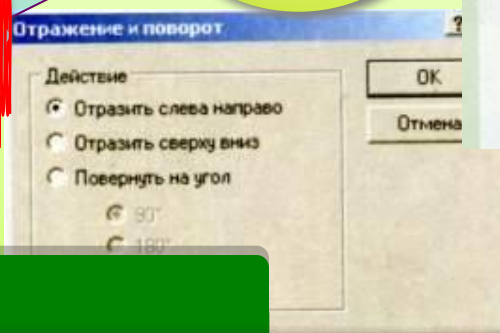 Отражение и поворот ?
Действие
Отразить слева направо
Отразить сверху вниз
Повернуть на угол
90°
180°
OK
Отмена